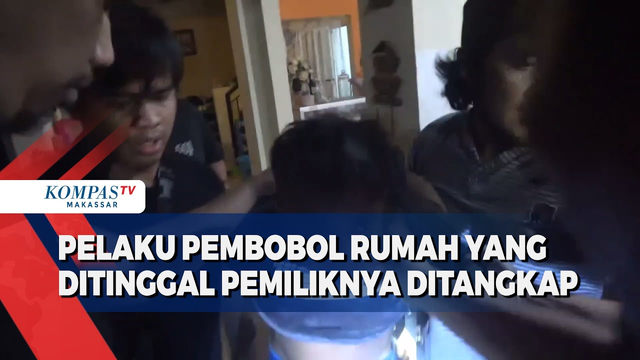 KOMPASTV
MAKASSAR
PELAKU PEMBOBOL RUMAH YANG
DITINGGAL PEMILIKNYA DITANGKAP